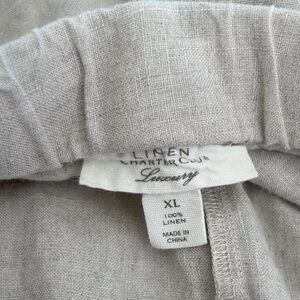 LINEN
CHARTER CLUB
Luxury
XL
100%
LINEN
MADE IN
CHINA